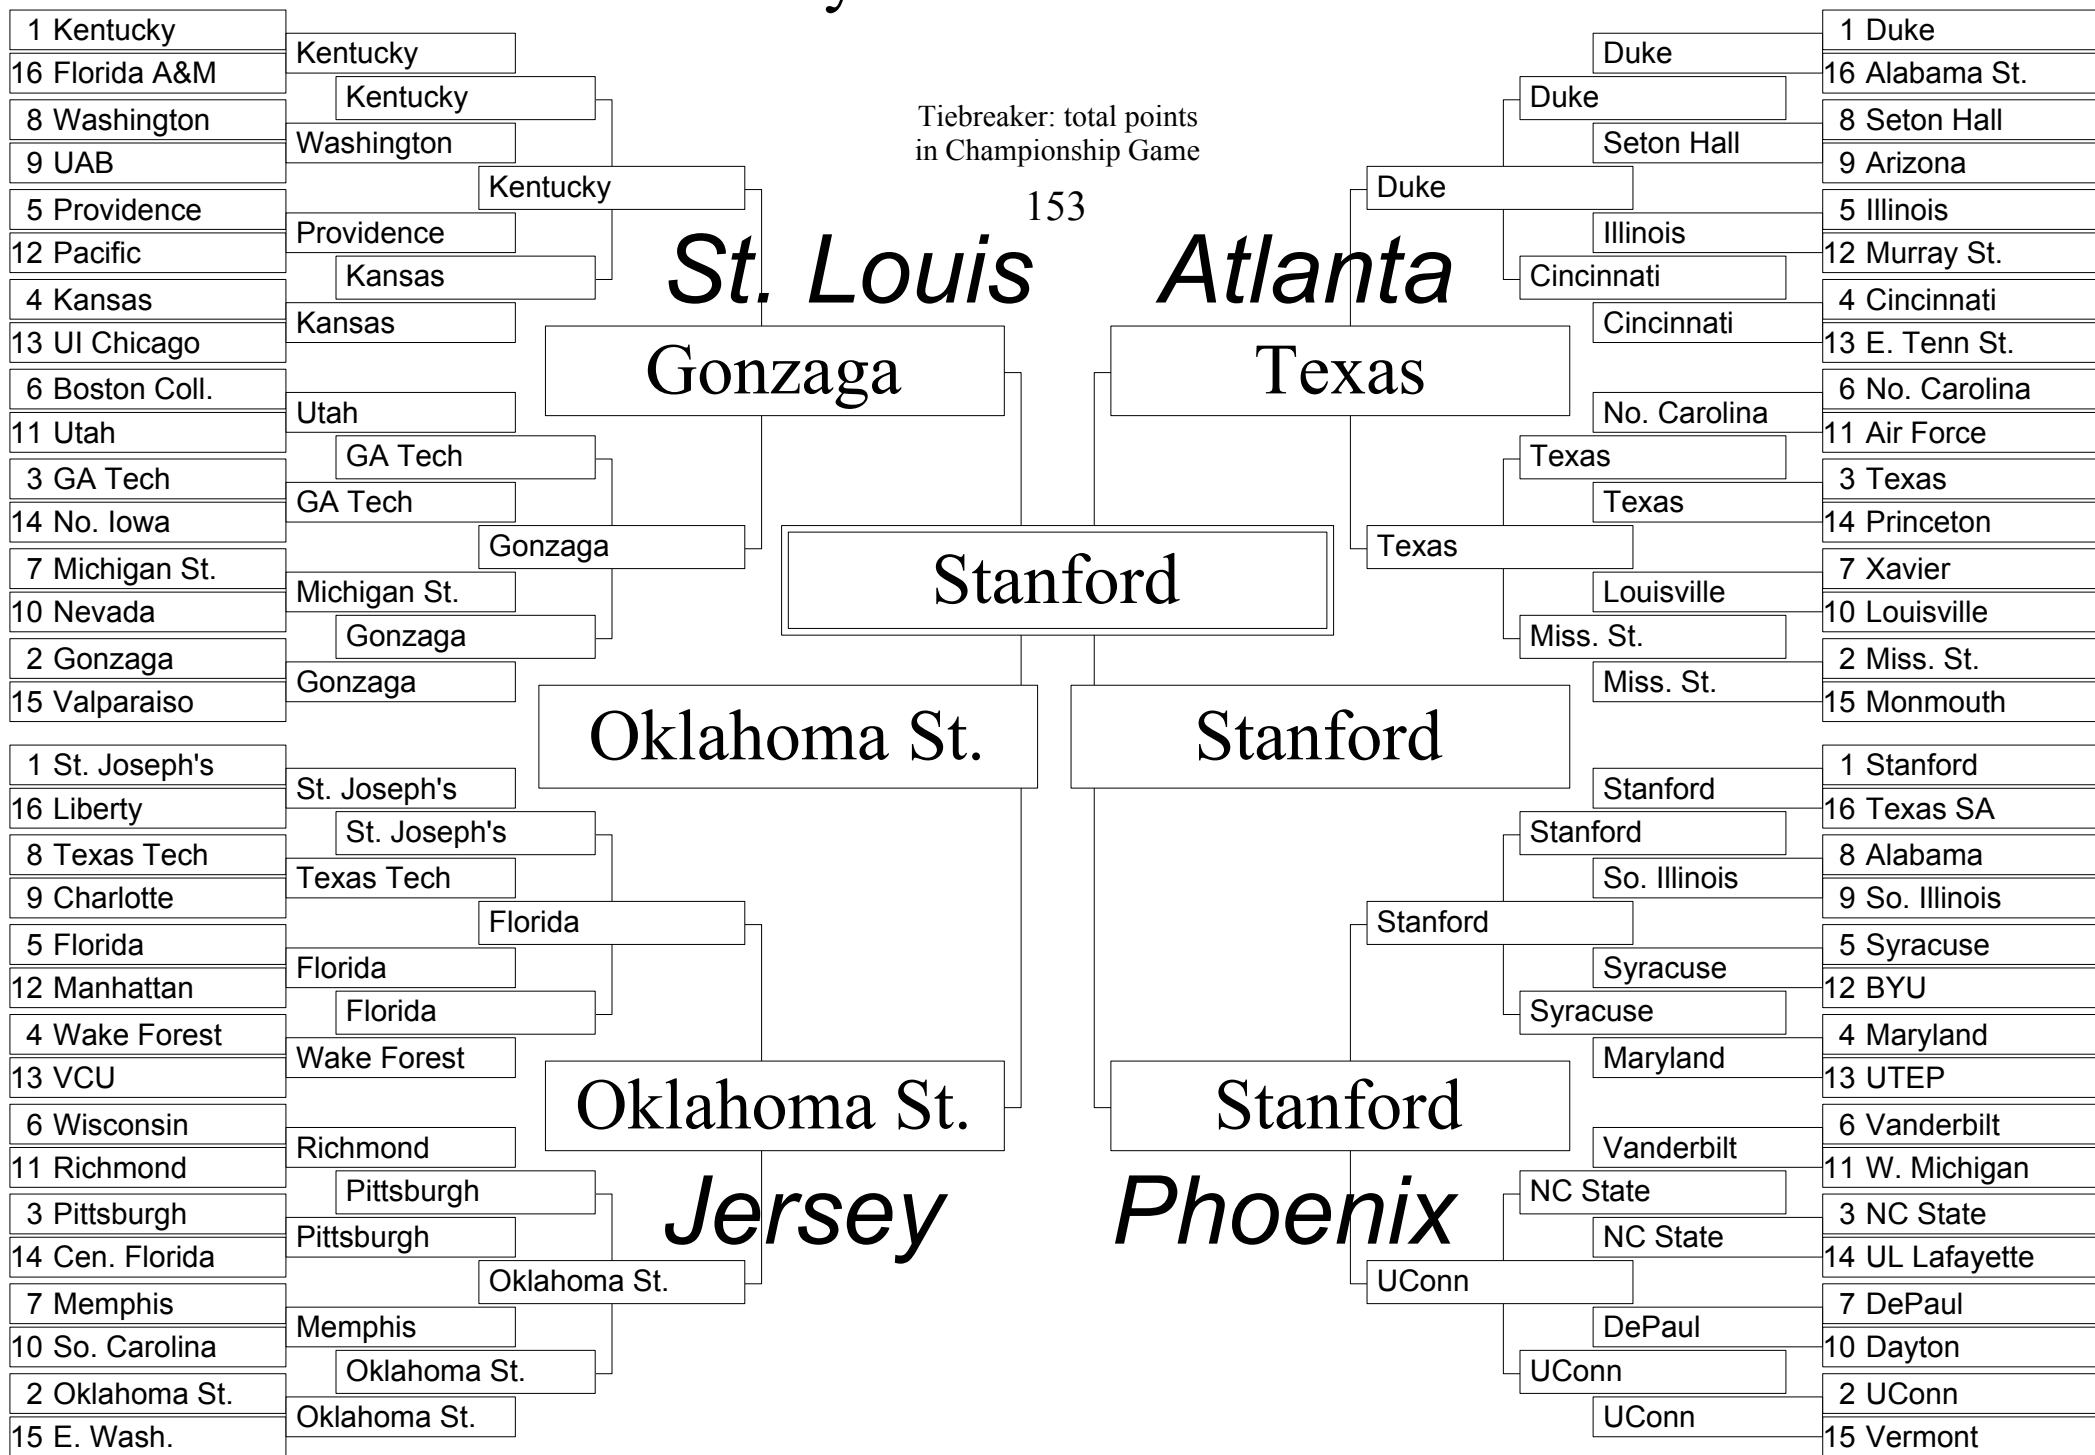 1 Kentucky
16 Florida A&M
8 Washington
9 UAB
5 Providence
12 Pacific
4 Kansas
13 UI Chicago
6 Boston Coll.
11 Utah
3 GA Tech
14 No. Iowa
7 Michigan St.
10 Nevada
2 Gonzaga
15 Valparaiso
1 St. Joseph's
16 Liberty
8 Texas Tech
9 Charlotte
5 Florida
12 Manhattan
4 Wake Forest
13 VCU
6 Wisconsin
11 Richmond
3 Pittsburgh
14 Cen. Florida
7 Memphis
10 So. Carolina
2 Oklahoma St.
15 E. Wash.
Kentucky
Washington
Providence
Kansas
Utah
GA Tech
Michigan St.
Gonzaga
St. Joseph's
Texas Tech
Florida
Wake Forest
Richmond
Pittsburgh
Memphis
Oklahoma St.
Kentucky
Kansas
GA Tech
Gonzaga
St. Joseph's
Florida
Pittsburgh
Oklahoma St.
Kentucky
Gonzaga
Florida
Oklahoma St.
Tiebreaker: total points
in Championship Game
153
St. Louis
Atlanta
Gonzaga
Texas
Stanford
Oklahoma St.
Stanford
Oklahoma St.
Stanford
Jersey
Phoenix
Duke
Texas
Stanford
UConn
Duke
Cincinnati
Texas
Miss. St.
Stanford
Syracuse
NC State
UConn
Duke
Seton Hall
Illinois
Cincinnati
No. Carolina
Texas
Louisville
Miss. St.
Stanford
So. Illinois
Syracuse
Maryland
Vanderbilt
NC State
DePaul
UConn
1 Duke
16 Alabama St.
8 Seton Hall
9 Arizona
5 Illinois
12 Murray St.
4 Cincinnati
13 E. Tenn St.
6 No. Carolina
11 Air Force
3 Texas
14 Princeton
7 Xavier
10 Louisville
2 Miss. St.
15 Monmouth
1 Stanford
16 Texas SA
8 Alabama
9 So. Illinois
5 Syracuse
12 BYU
4 Maryland
13 UTEP
6 Vanderbilt
11 W. Michigan
3 NC State
14 UL Lafayette
7 DePaul
10 Dayton
2 UConn
15 Vermont